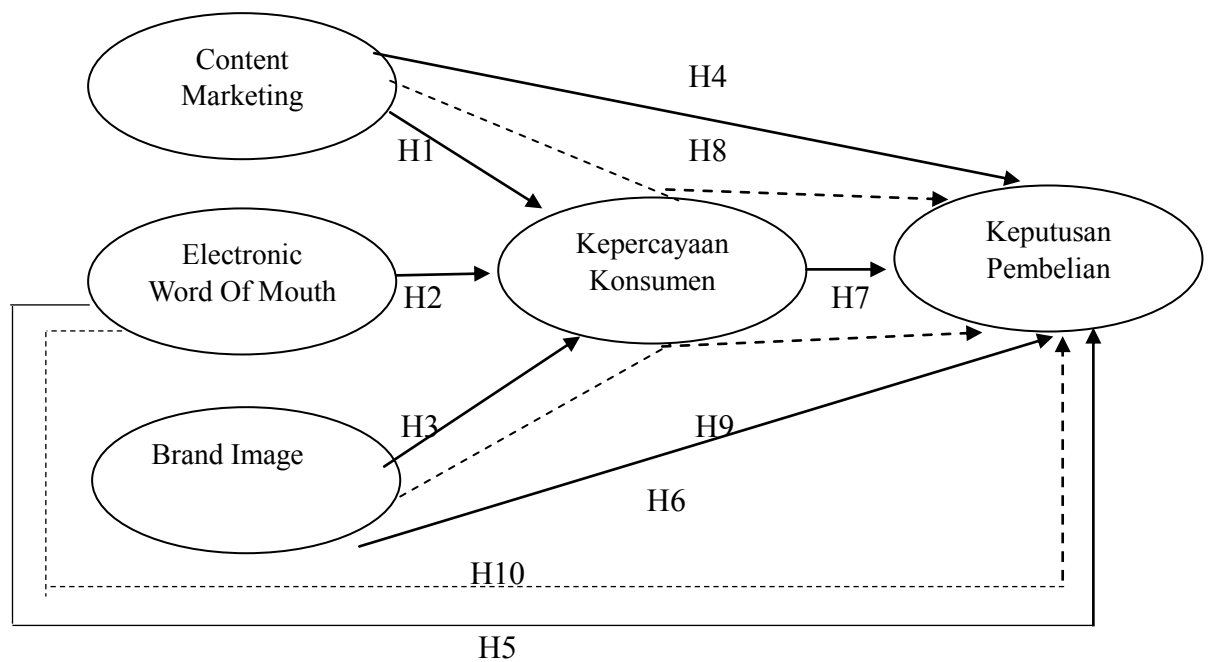 Content
Marketing
H4
H1
H8
Electronic
Word Of Mouth
H2
Kepercayaan
Konsumen
H7
Keputusan
Pembelian
H3
H9
Brand Image
H6
H10
H5